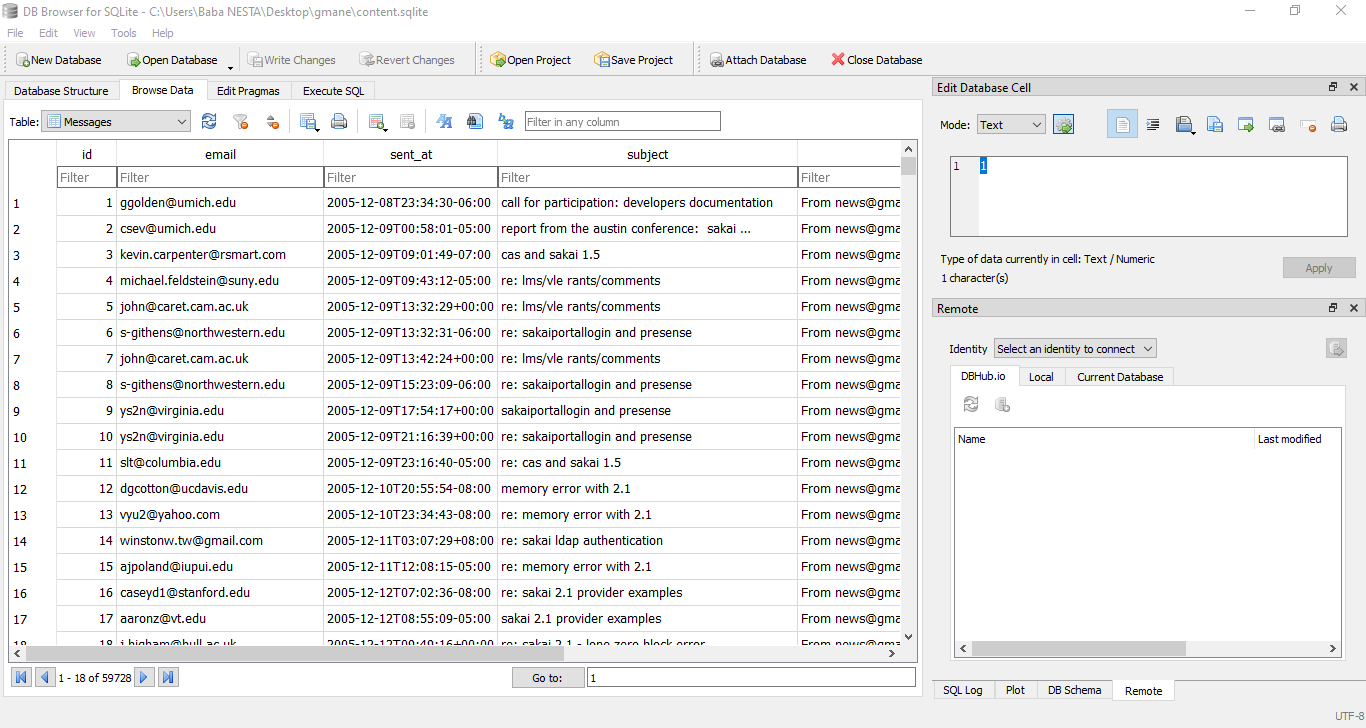 DB Browser for SQLite - C:\Users\Baba NESTA\Desktop\gmane\content.sqlite
File Edit View Tools Help
New Database Open Database Write Changes Revert Changes Open Project Save Project Attach Database Close Database
Database Structure Browse Data Edit Pragmas Execute SQL
Table: Messages Filter in any column
id email sent_at subject
Filter Filter Filter Filter Filter
1 1 ggolden@umich.edu 2005-12-08T23:34:30-06:00 call for participation: developers documentation From news@gma
2 2 csev@umich.edu 2005-12-09T00:58:01-05:00 report from the austin conference: sakai ... From news@gma
3 3 kevin.carpenter@rsmart.com 2005-12-09T09:01:49-07:00 cas and sakai 1.5 From news@gma
4 4 michael.feldstein@suny.edu 2005-12-09T09:43:12-05:00 re: lms/vle rants/comments From news@gma
5 5 john@caret.cam.ac.uk 2005-12-09T13:32:29+00:00 re: lms/vle rants/comments From news@gma
6 6 s-githens@northwestern.edu 2005-12-09T13:32:31-06:00 re: sakaiportallogin and presense From news@gma
7 7 john@caret.cam.ac.uk 2005-12-09T13:42:24+00:00 re: lms/vle rants/comments From news@gma
8 8 s-githens@northwestern.edu 2005-12-09T15:23:09-06:00 re: sakaiportallogin and presense From news@gma
9 9 ys2n@virginia.edu 2005-12-09T17:54:17+00:00 sakaiportallogin and presense From news@gma
10 10 ys2n@virginia.edu 2005-12-09T21:16:39+00:00 re: sakaiportallogin and presense From news@gma
11 11 slt@columbia.edu 2005-12-09T23:16:40-05:00 re: cas and sakai 1.5 From news@gma
12 12 dgcotton@ucdavis.edu 2005-12-10T20:55:54-08:00 memory error with 2.1 From news@gma
13 13 vyu2@yahoo.com 2005-12-10T23:34:43-08:00 re: memory error with 2.1 From news@gma
14 14 winstonw.tw@gmail.com 2005-12-11T03:07:29+08:00 re: sakai ldap authentication From news@gma
15 15 ajpoland@iupui.edu 2005-12-11T12:08:15-05:00 re: memory error with 2.1 From news@gma
16 16 caseyd1@stanford.edu 2005-12-12T07:02:36-08:00 re: sakai 2.1 provider examples From news@gma
17 17 aaronz@vt.edu 2005-12-12T08:55:09-05:00 sakai 2.1 provider examples From news@gma
1 - 18 of 59728 Go to: 1
Edit Database Cell
Mode: Text
1 1
Type of data currently in cell: Text / Numeric
1 character(s)
Apply
Remote
Identity Select an identity to connect
DBHub.io Local Current Database
Name Last modified
SQL Log Plot DB Schema Remote
UTF-8